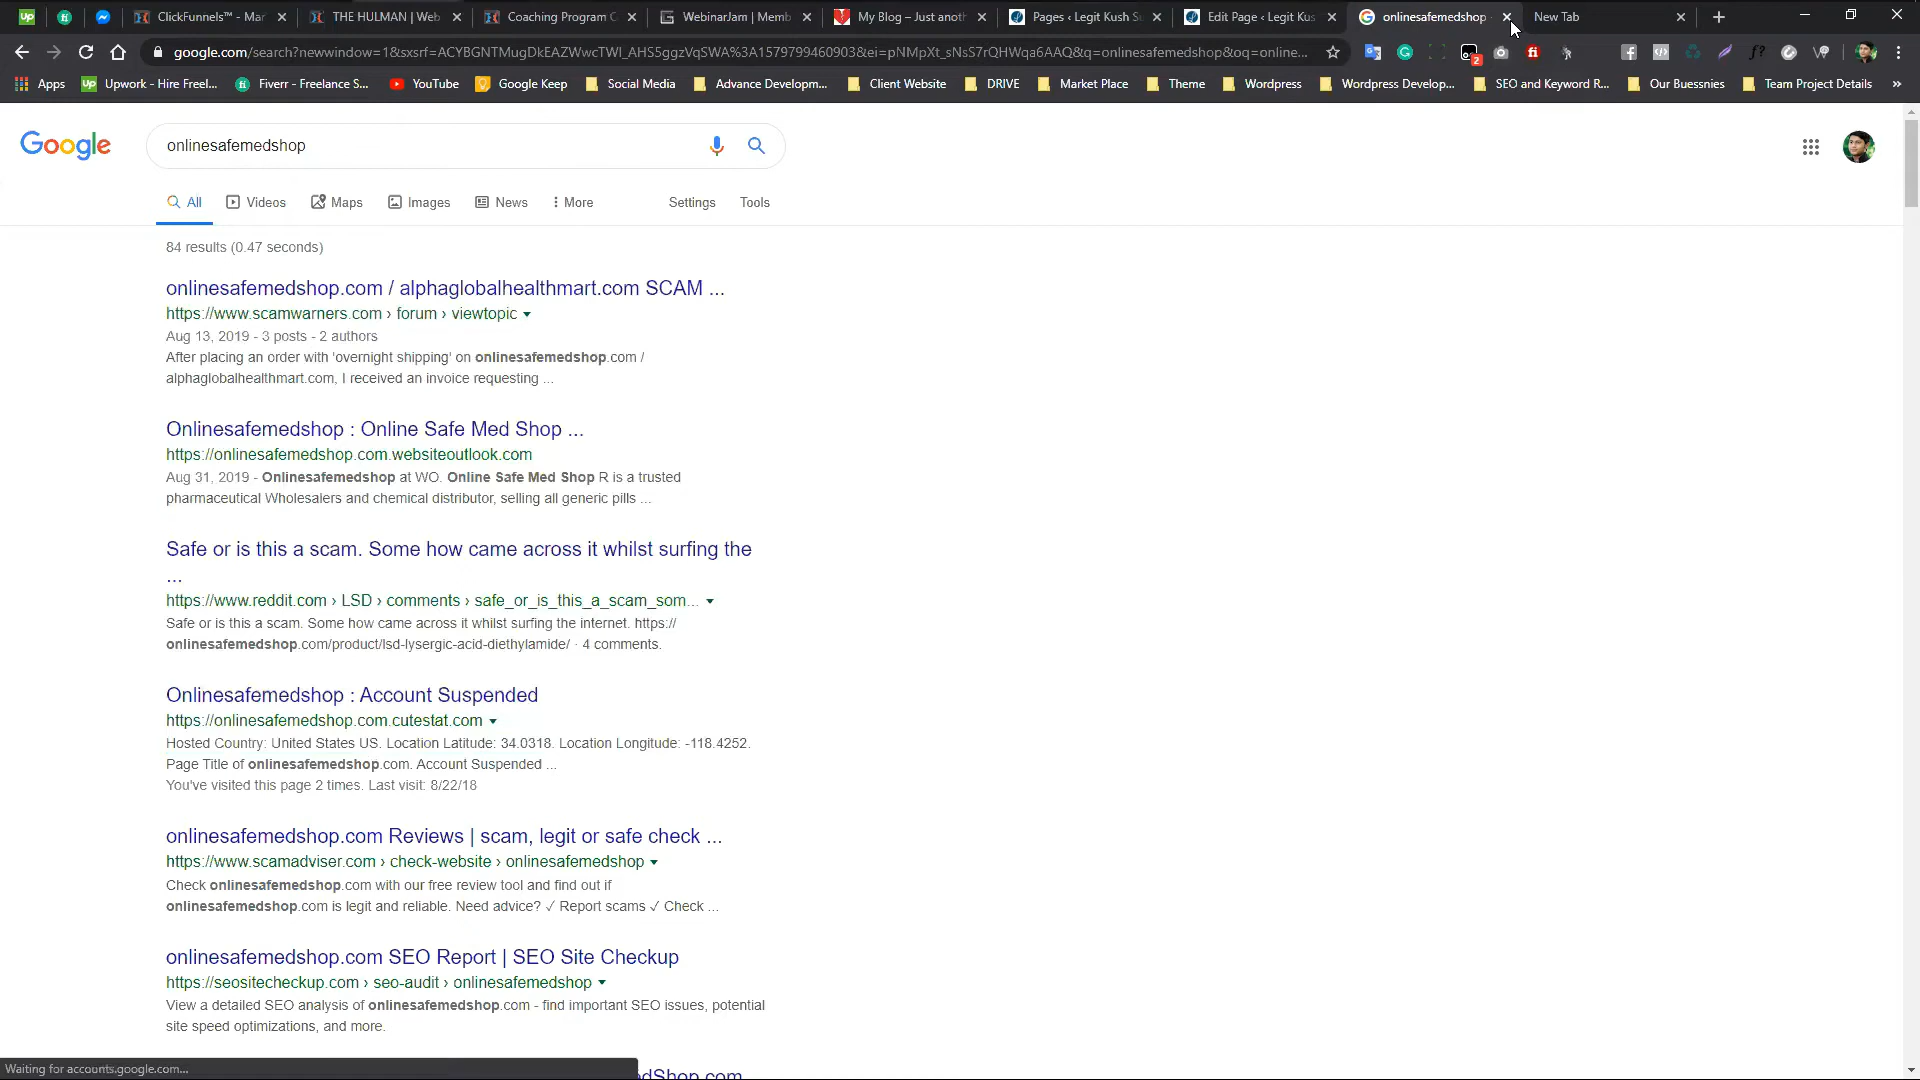 ClickFunnels™ - Mar
THE HULMAN | Web
Coaching Program C
WebinarJam | Memb
My Blog – Just anoth
Pages ‹ Legit Kush S
Edit Page ‹ Legit Kus
onlinesafemedshop
New Tab
google.com/search?newwindow=1&sxsrf=ACYBGNTMugDkEAZWwcTWl_AHS5ggzVqSWA%3A1579799460903&ei=pNMpXt_sNsS7rQHWqa6AAQ&q=onlinesafemedshop&oq=online...
2
Apps
Up Upwork - Hire Freel...
fi Fiverr - Freelance S...
YouTube
Google Keep
Social Media
Advance Developm...
Client Website
DRIVE
Market Place
Theme
Wordpress
Wordpress Develop...
SEO and Keyword R...
Our Buessnies
Team Project Details
»
Google
onlinesafemedshop
All
Videos
Maps
Images
News
More
Settings
Tools
84 results (0.47 seconds)
onlinesafemedshop.com / alphaglobalhealthmart.com SCAM ...
https://www.scamwarners.com › forum › viewtopic
Aug 13, 2019 - 3 posts - 2 authors
After placing an order with 'overnight shipping' on onlinesafemedshop.com /
alphaglobalhealthmart.com, I received an invoice requesting ...
Onlinesafemedshop : Online Safe Med Shop ...
https://onlinesafemedshop.com.websiteoutlook.com
Aug 31, 2019 - Onlinesafemedshop at WO. Online Safe Med Shop R is a trusted
pharmaceutical Wholesalers and chemical distributor, selling all generic pills ...
Safe or is this a scam. Some how came across it whilst surfing the
...
https://www.reddit.com › LSD › comments › safe_or_is_this_a_scam_som...
Safe or is this a scam. Some how came across it whilst surfing the internet. https://
onlinesafemedshop.com/product/lsd-lysergic-acid-diethylamide/ · 4 comments.
Onlinesafemedshop : Account Suspended
https://onlinesafemedshop.com.cutestat.com
Hosted Country: United States US. Location Latitude: 34.0318. Location Longitude: -118.4252.
Page Title of onlinesafemedshop.com. Account Suspended ...
You've visited this page 2 times. Last visit: 8/22/18
onlinesafemedshop.com Reviews | scam, legit or safe check ...
https://www.scamadviser.com › check-website › onlinesafemedshop
Check onlinesafemedshop.com with our free review tool and find out if
onlinesafemedshop.com is legit and reliable. Need advice? ✓ Report scams ✓ Check ...
onlinesafemedshop.com SEO Report | SEO Site Checkup
https://seositecheckup.com › seo-audit › onlinesafemedshop
View a detailed SEO analysis of onlinesafemedshop.com - find important SEO issues, potential
site speed optimizations, and more.
Waiting for accounts.google.com...
dShop.com